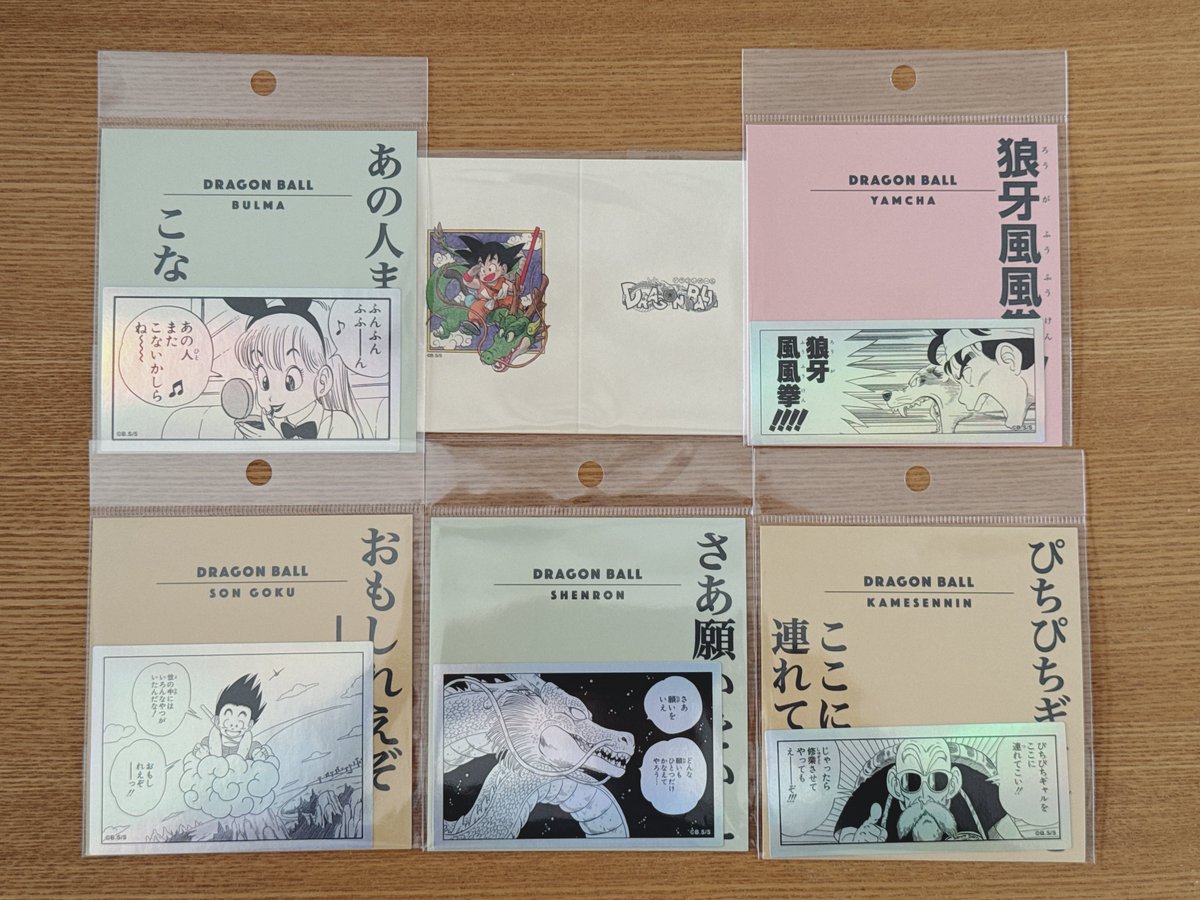 DRAGON BALL
BULMA
あの人ま
こな
ふんふん
ふふ――ん
あの人
また
こないかしら
ね〜〜〜
©B.S/S
DRAGON BALL
©B.S/S
DRAGON BALL
YAMCHA
狼牙風風拳
狼牙
風風拳!!!!
©B.S/S
DRAGON BALL
SON GOKU
おもしれえぞ
世の中には
いろんなやつが
いたんだな!
おもし
れえぞ
――っ!!
©B.S/S
DRAGON BALL
SHENRON
さあ願い
さあ
願いを
いえ
どんな
願いも
ひとつだけ
かなえて
やろう…
©B.S/S
DRAGON BALL
KAMESENNIN
ぴちぴちギ
ここに
連れて
ぴちぴちギャルを
ここに
連れてこい!!
じゃったら
修業させて
やっても
え
ぞ!!!
©B.S/S